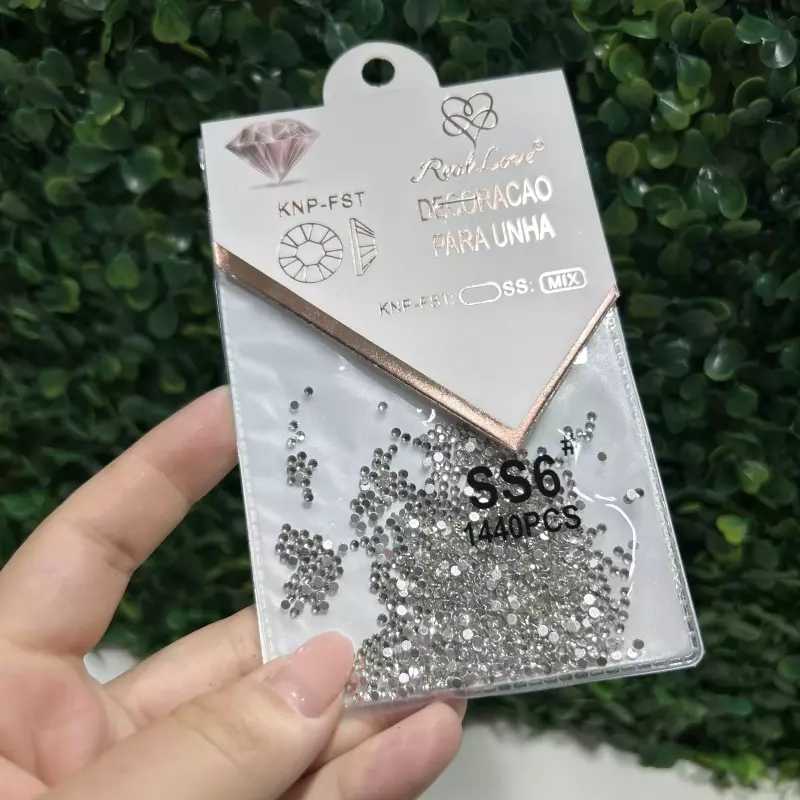 Real Love®
KNP-FST
DECORACAO
PARA UNHA
KNP-FST: SS: MIX
SS6#
1440PCS